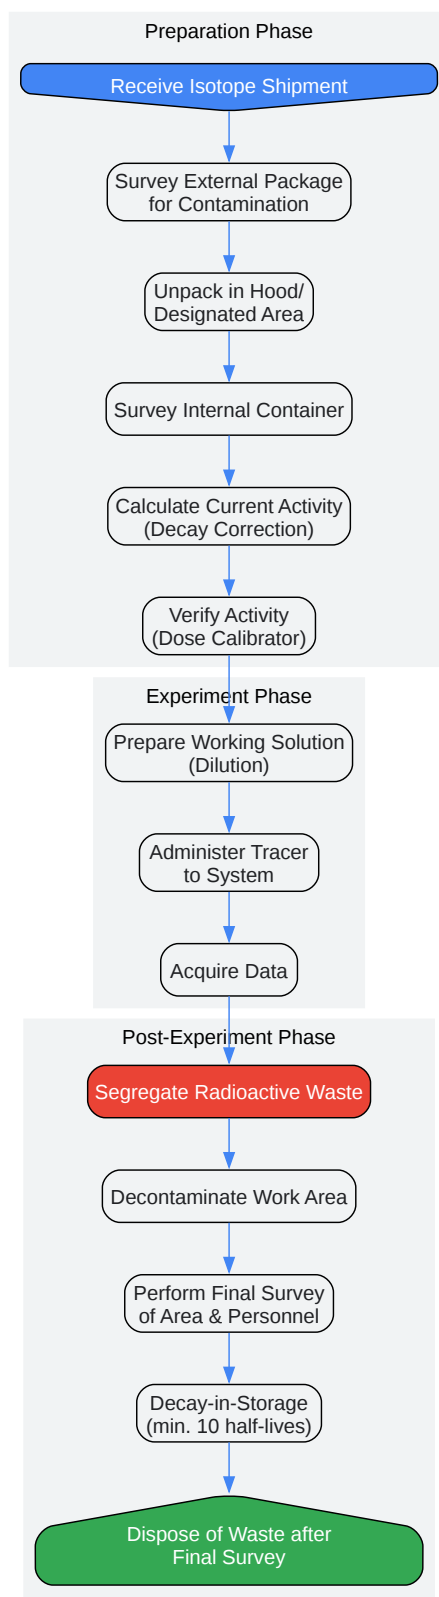 Preparation Phase
Receive Isotope Shipment
Survey External Package
for Contamination
Unpack in Hood/
Designated Area
Survey Internal Container
Calculate Current Activity
(Decay Correction)
Verify Activity
(Dose Calibrator)
Experiment Phase
Prepare Working Solution
(Dilution)
Administer Tracer
to System
Acquire Data
Post-Experiment Phase
Segregate Radioactive Waste
Decontaminate Work Area
Perform Final Survey
of Area & Personnel
Decay-in-Storage
(min. 10 half-lives)
Dispose of Waste after
Final Survey